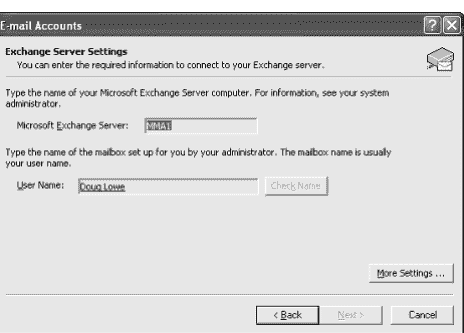 E-mail Accounts
Exchange Server Settings
You can enter the required information to connect to your Exchange server.
Type the name of your Microsoft Exchange Server computer. For information, see your system
administrator.
Microsoft Exchange Server: MMA1
Type the name of the mailbox set up for you by your administrator. The mailbox name is usually
your user name.
User Name: Doug Lowe Check Name
More Settings ...
< Back Next > Cancel